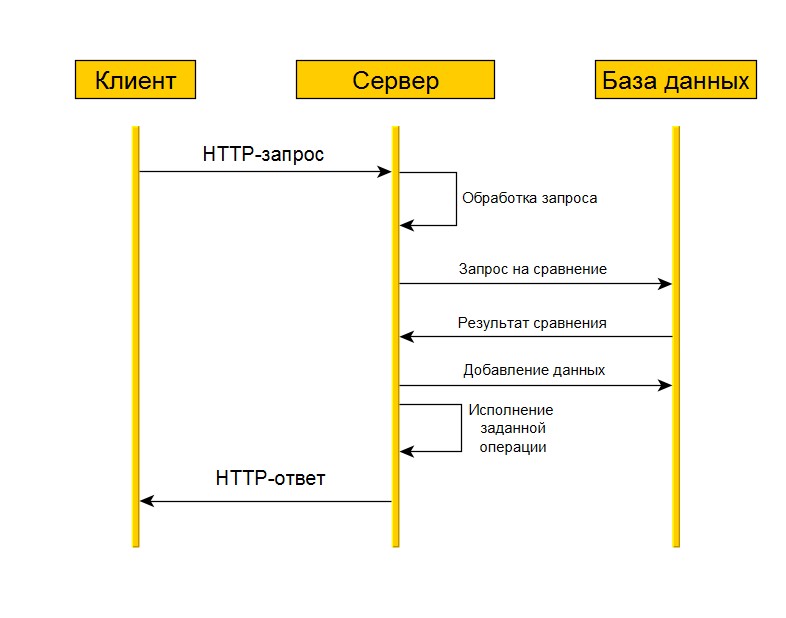 Клиент
Сервер
База данных
HTTP-запрос
Обработка запроса
Запрос на сравнение
Результат сравнения
Добавление данных
Исполнение
заданной
операции
HTTP-ответ